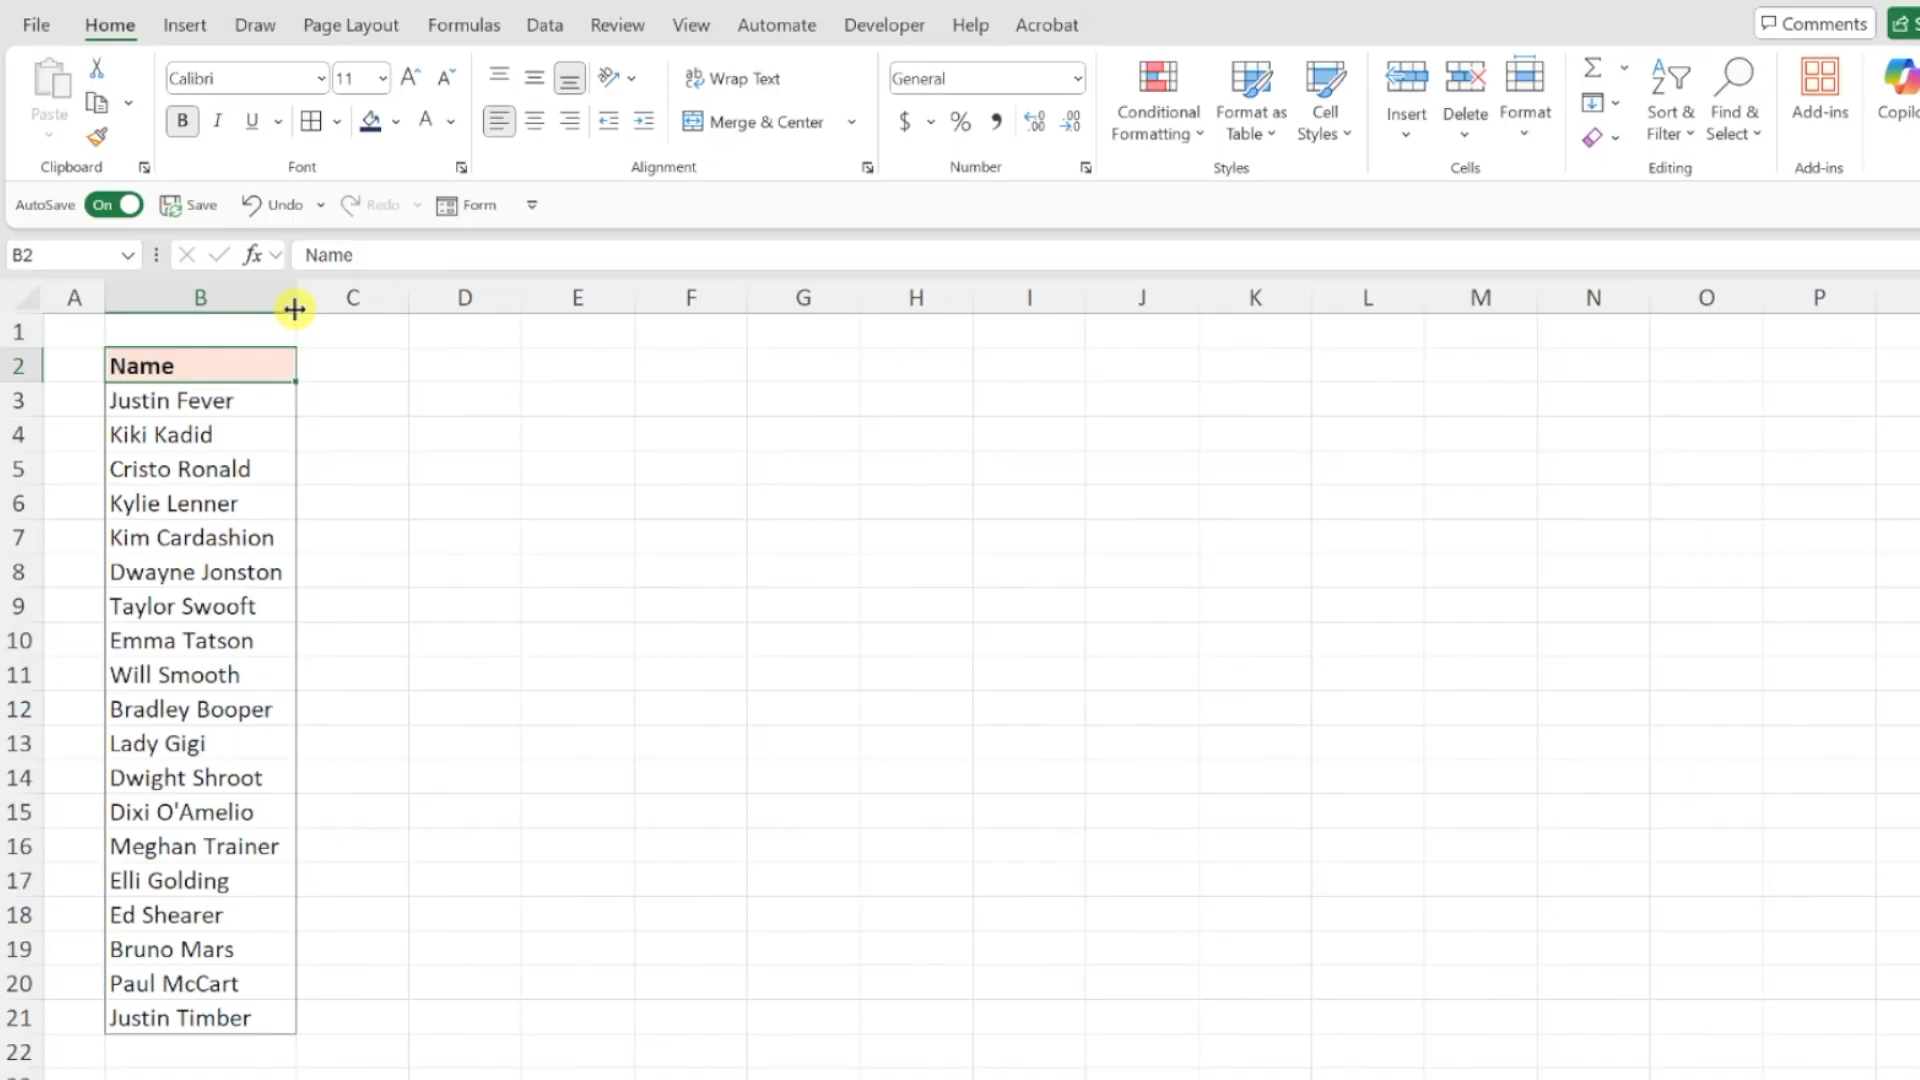 File Home Insert Draw Page Layout Formulas Data Review View Automate Developer Help Acrobat Comments
Paste
Calibri 11 A A
Wrap Text
General
Conditional Formatting
Format as Table
Cell Styles
Insert
Delete
Format
Sort & Filter
Find & Select
Add-ins
B I U A
Merge & Center
$ % 9
Clipboard Font Alignment Number Styles Cells Editing Add-ins
AutoSave On Save Undo Redo Form
B2 fx Name
A B C D E F G H I J K L M N O P
1
2 Name
3 Justin Fever
4 Kiki Kadid
5 Cristo Ronald
6 Kylie Lenner
7 Kim Cardashion
8 Dwayne Jonston
9 Taylor Swooft
10 Emma Tatson
11 Will Smooth
12 Bradley Booper
13 Lady Gigi
14 Dwight Shroot
15 Dixi O'Amelio
16 Meghan Trainer
17 Elli Golding
18 Ed Shearer
19 Bruno Mars
20 Paul McCart
21 Justin Timber
22